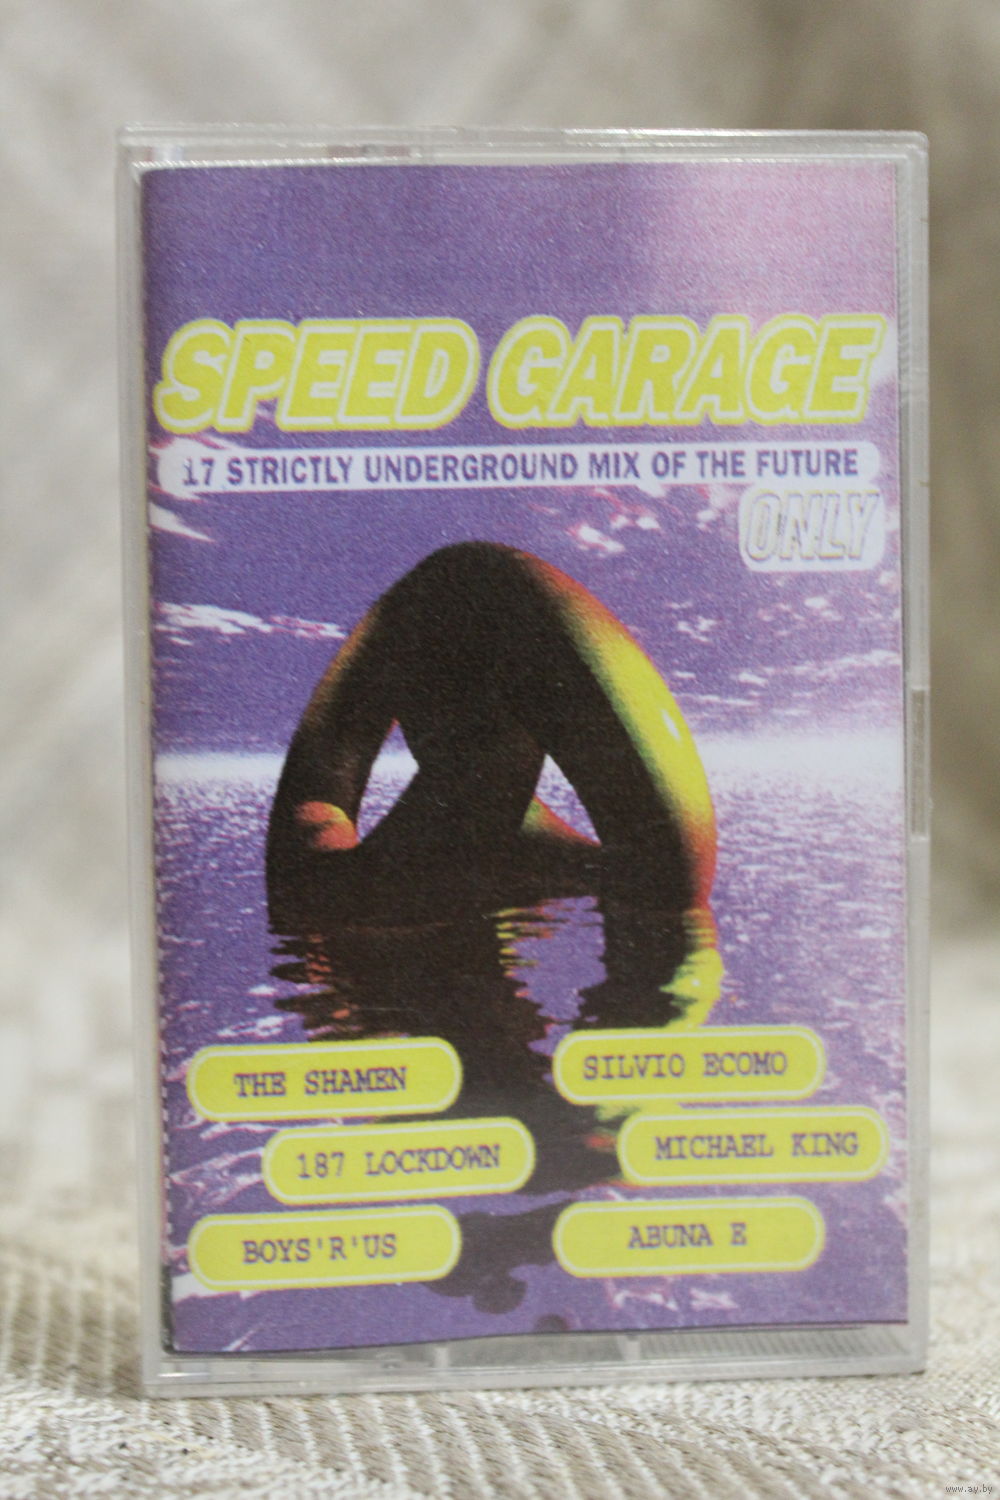 SPEED GARAGE
17 STRICTLY UNDERGROUND MIX OF THE FUTURE
ONLY
THE SHAMEN
SILVIO ECOMO
187 LOCKDOWN
MICHAEL KING
BOYS'R'US
ABUNA E
www.ay.by